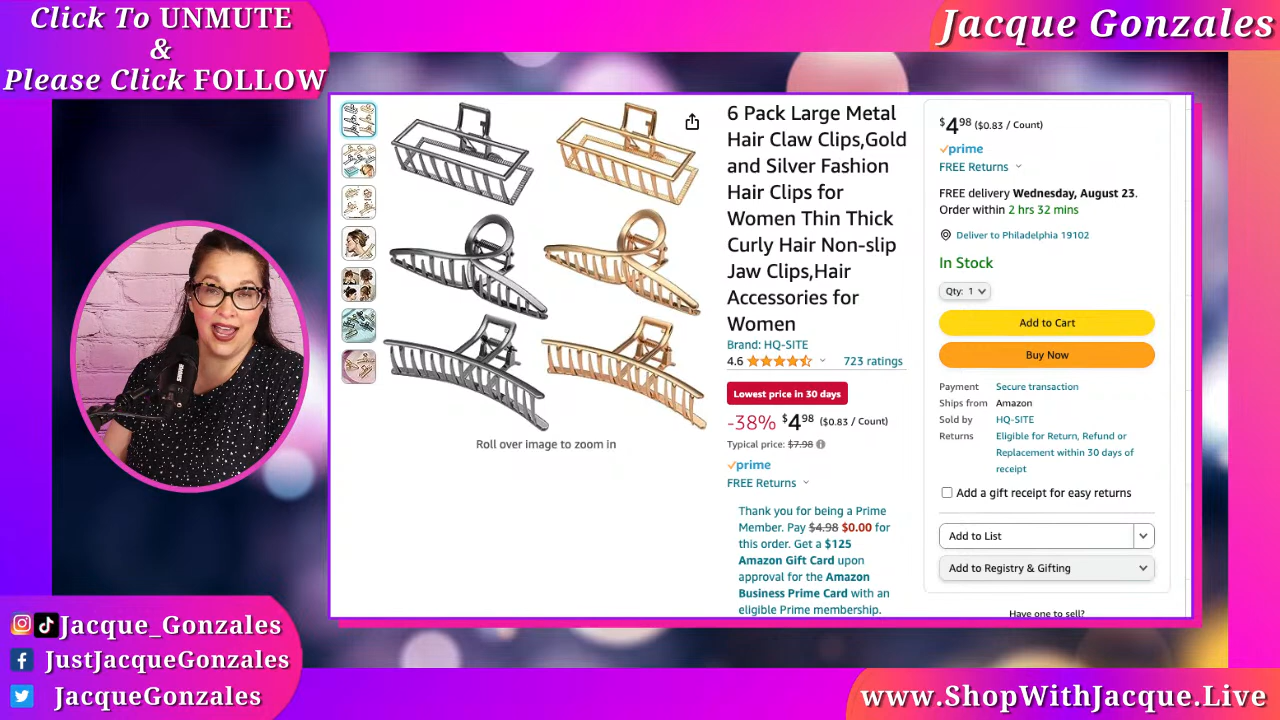 Click To UNMUTE
&
Please Click FOLLOW
Jacque Gonzales
6 Pack Large Metal
Hair Claw Clips,Gold
and Silver Fashion
Hair Clips for
Women Thin Thick
Curly Hair Non-slip
Jaw Clips,Hair
Accessories for
Women
Brand: HQ-SITE
4.6 723 ratings
Lowest price in 30 days
-38% $498 ($0.83 / Count)
Typical price: $7.98
prime
FREE Returns
Thank you for being a Prime
Member. Pay $4.98 $0.00 for
this order. Get a $125
Amazon Gift Card upon
approval for the Amazon
Business Prime Card with an
eligible Prime membership.
Roll over image to zoom in
$498 ($0.83 / Count)
prime
FREE Returns
FREE delivery Wednesday, August 23.
Order within 2 hrs 32 mins
Deliver to Philadelphia 19102
In Stock
Qty: 1
Add to Cart
Buy Now
Payment Secure transaction
Ships from Amazon
Sold by HQ-SITE
Returns Eligible for Return, Refund or
Replacement within 30 days of
receipt
Add a gift receipt for easy returns
Add to List
Add to Registry & Gifting
Have one to sell?
Jacque_Gonzales
JustJacqueGonzales
JacqueGonzales
www.ShopWithJacque.Live